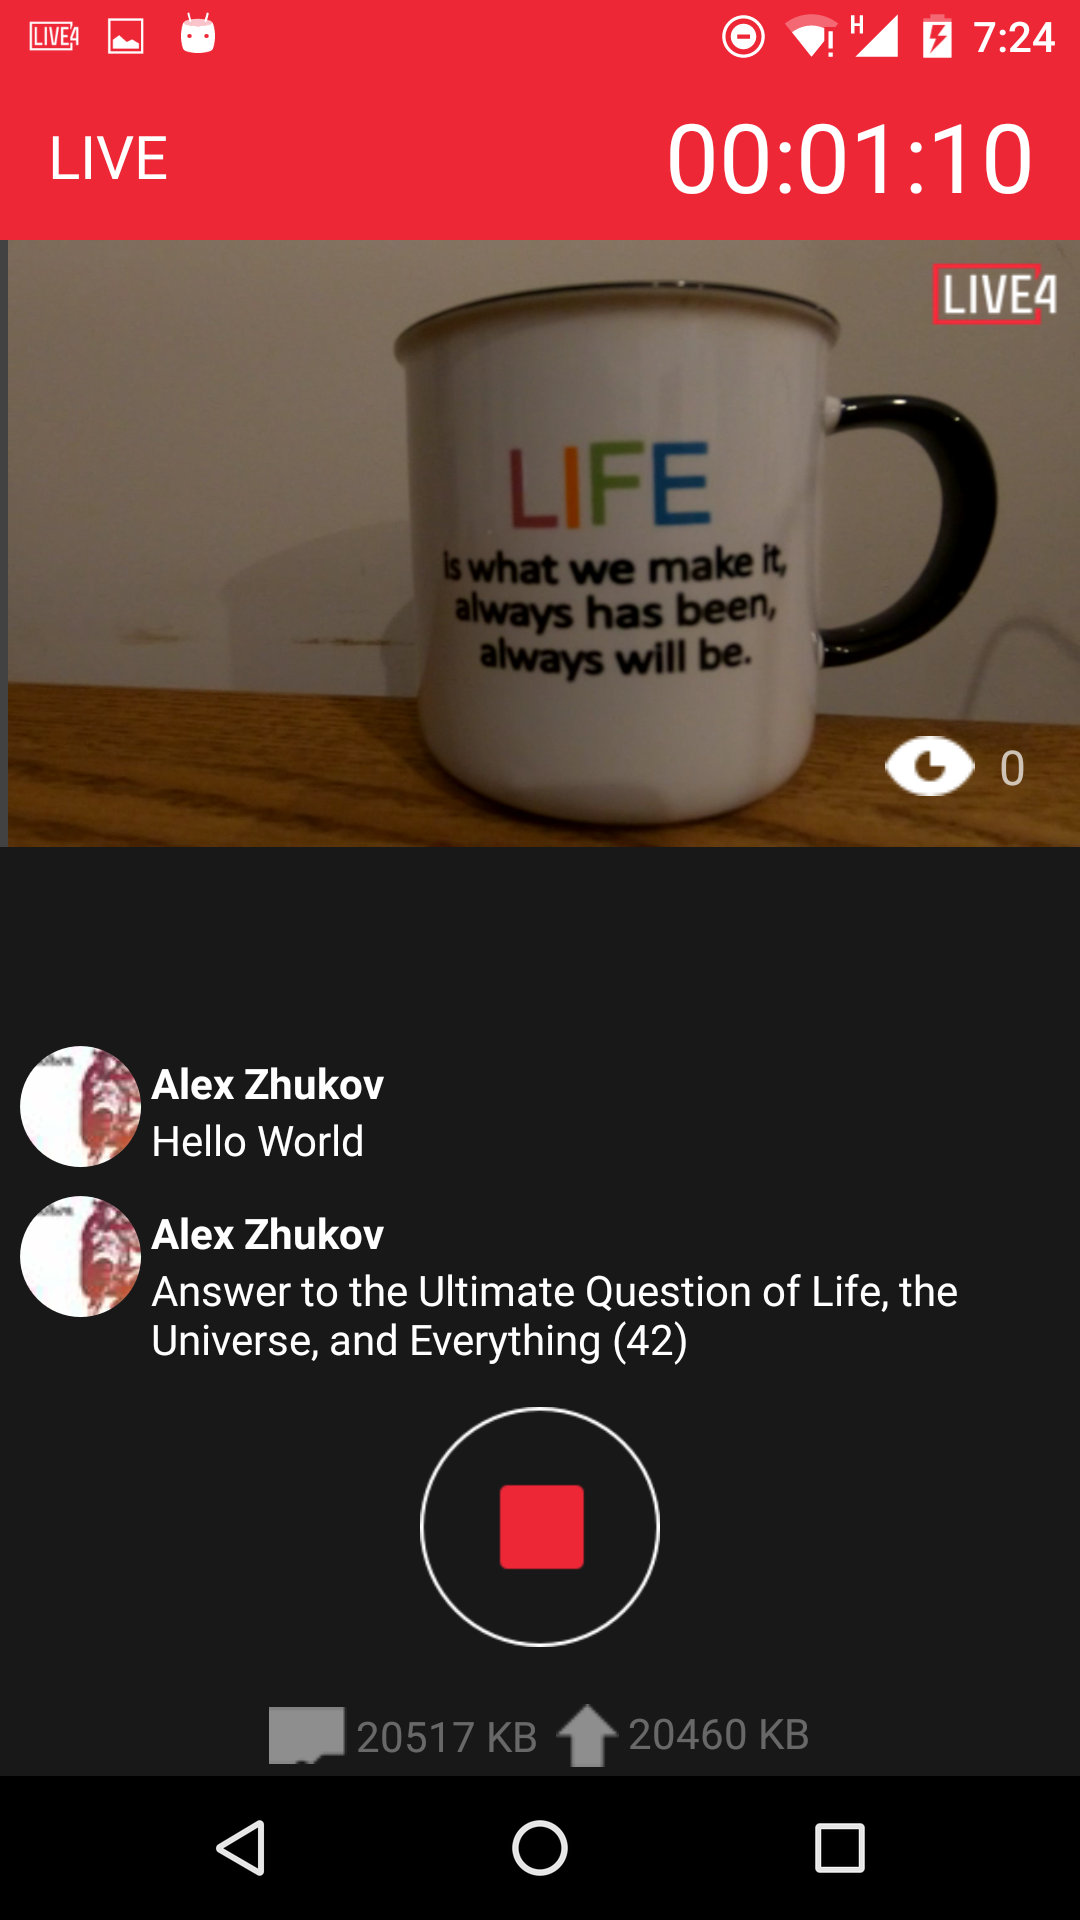 LIVE4
H
7:24
LIVE
00:01:10
LIVE4
LIFE
is what we make it,
always has been,
always will be.
0
Alex Zhukov
Hello World
Alex Zhukov
Answer to the Ultimate Question of Life, the
Universe, and Everything (42)
20517 KB
20460 KB